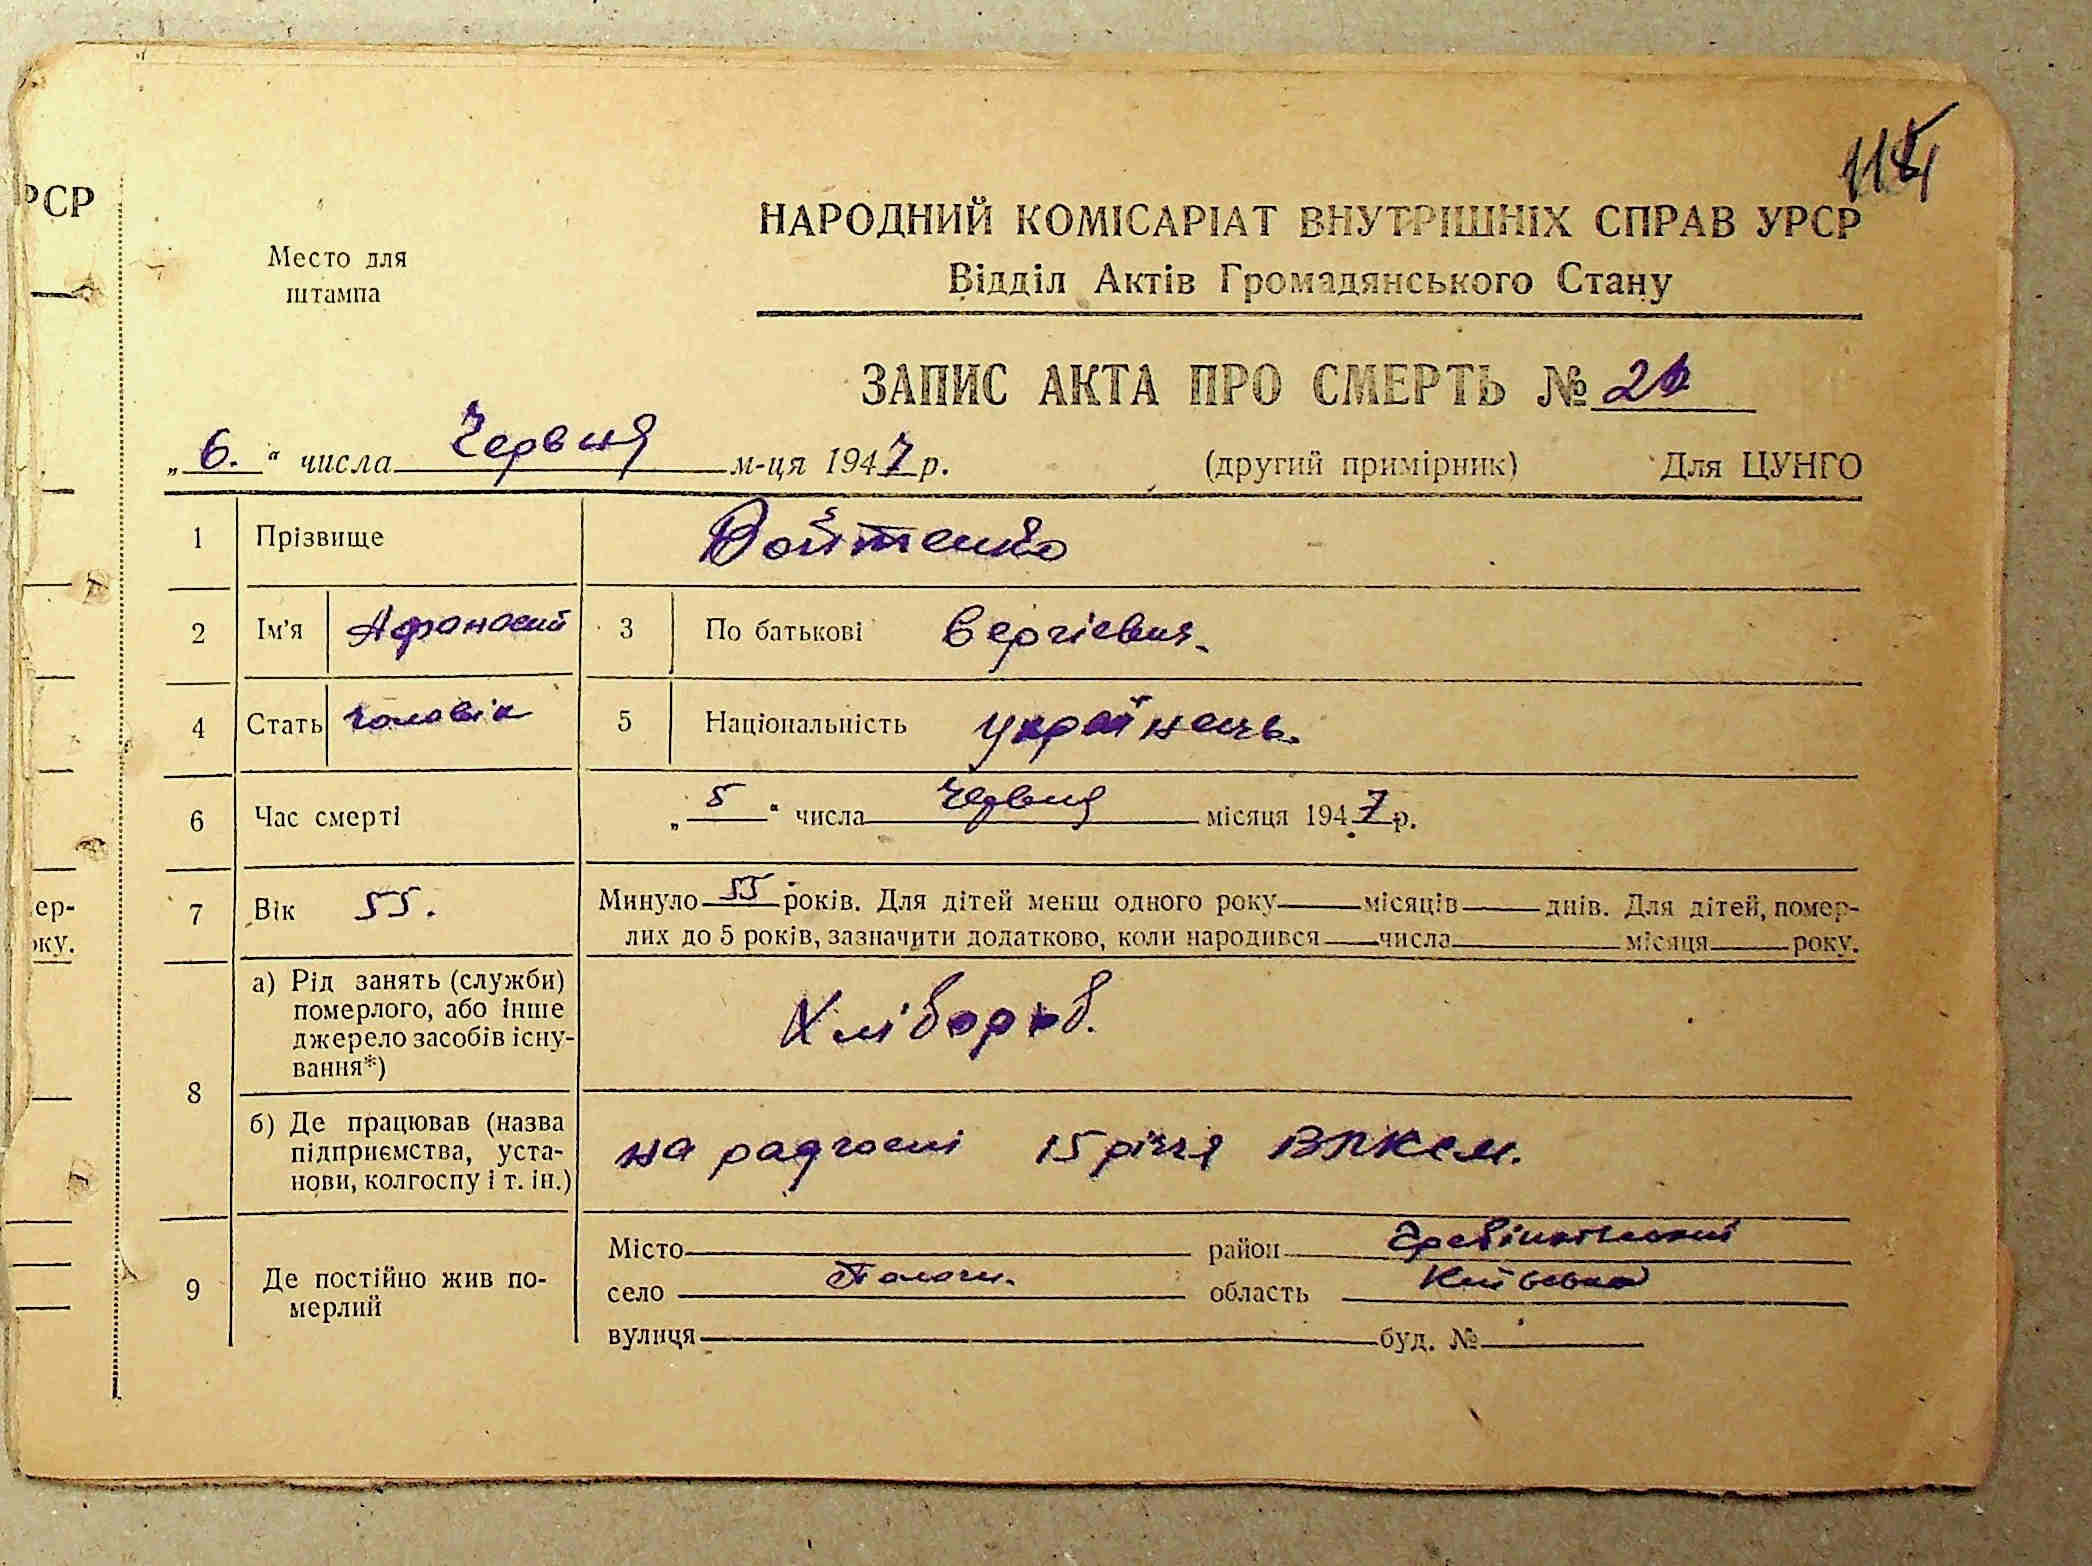 РСР
118
НАРОДНИЙ КОМІСАРІАТ ВНУТРІШНІХ СПРАВ УРСР
Место для
штампа
Відділ Актів Громадянського Стану
ЗАПИС АКТА ПРО СМЕРТЬ № 26
„6.“ числа Червня м-ця 1947 р. (другий примірник) Для ЦУНГО
1 Прізвище Войтенко
2 Ім’я Афонасий 3 По батькові Сергієвич.
4 Стать чоловік 5 Національність українець.
6 Час смерті „5“ числа Червня місяця 1947 р.
7 Вік 55. Минуло 55 років. Для дітей менш одного року місяців днів. Для дітей, помер-
лих до 5 років, зазначити додатково, коли народився числа місяця року.
ер-
оку.
8 а) Рід занять (служби)
померлого, або інше
джерело засобів існу-
вання*)
Хлібороб.
б) Де працював (назва
підприємства, уста-
нови, колгоспу і т. ін.)
на радгоспі 15 річчя ВЛКСМ.
9 Де постійно жив по-
мерлий
Місто район Гребінківський
село Пологи. область Київська
вулиця буд. №